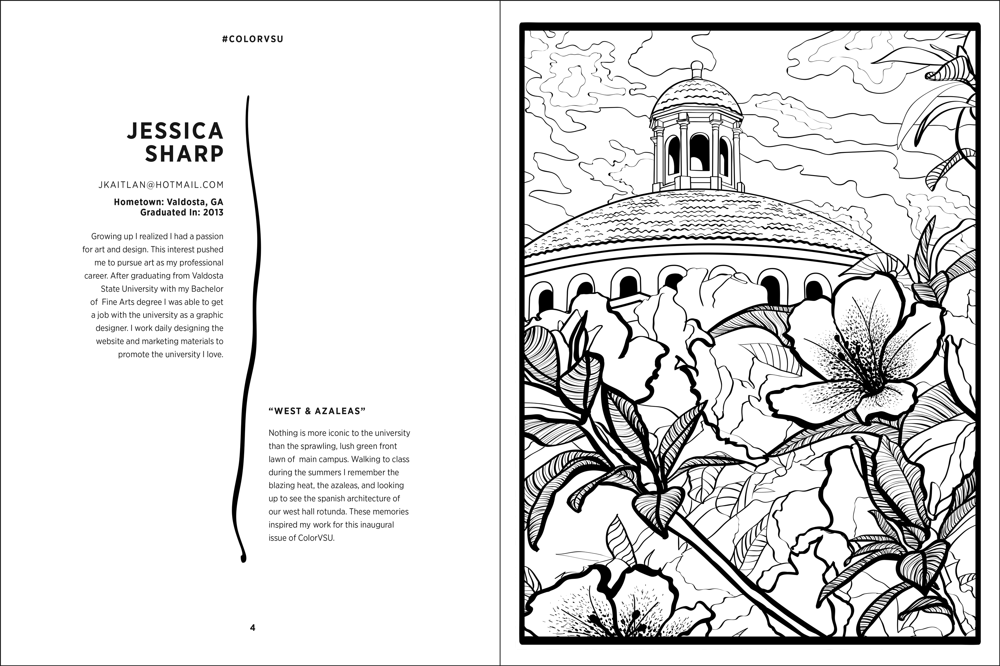 #COLORVSU
JESSICA
SHARP
JKAITLAN@HOTMAIL.COM
Hometown: Valdosta, GA
Graduated In: 2013
Growing up I realized I had a passion
for art and design. This interest pushed
me to pursue art as my professional
career. After graduating from Valdosta
State University with my Bachelor
of  Fine Arts degree I was able to get
a job with the university as a graphic
designer. I work daily designing the
website and marketing materials to
promote the university I love.
“WEST & AZALEAS”
Nothing is more iconic to the university
than the sprawling, lush green front
lawn of  main campus. Walking to class
during the summers I remember the
blazing heat, the azaleas, and looking
up to see the spanish architecture of
our west hall rotunda. These memories
inspired my work for this inaugural
issue of ColorVSU.
4